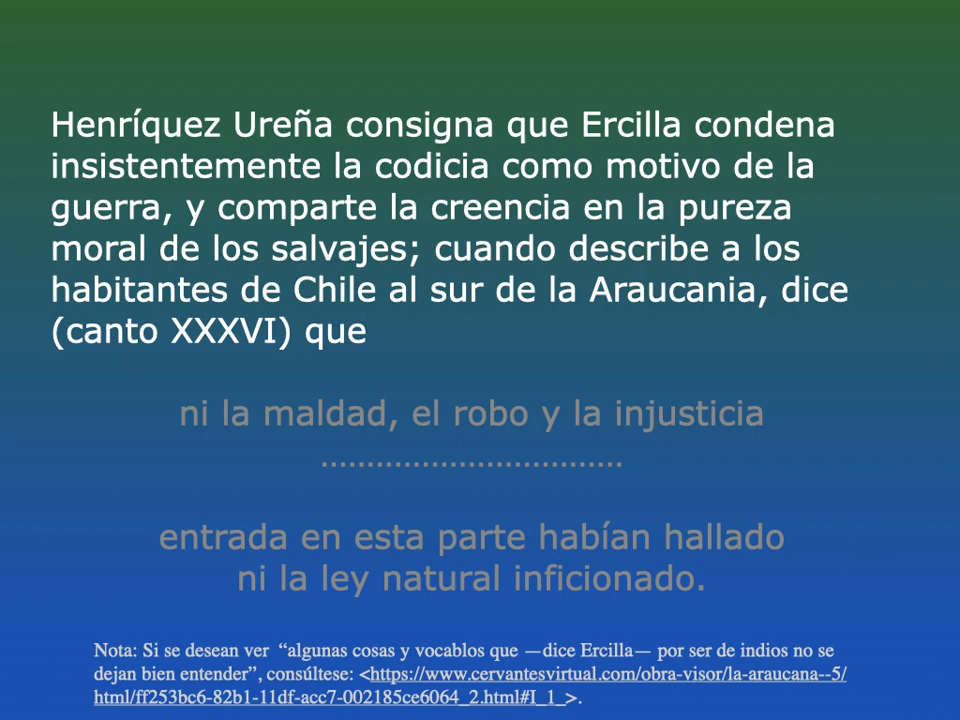 Henríquez Ureña consigna que Ercilla condena
insistentemente la codicia como motivo de la
guerra, y comparte la creencia en la pureza
moral de los salvajes; cuando describe a los
habitantes de Chile al sur de la Araucania, dice
(canto XXXVI) que
ni la maldad, el robo y la injusticia
.................................
entrada en esta parte habían hallado
ni la ley natural inficionado.
Nota: Si se desean ver “algunas cosas y vocablos que —dice Ercilla— por ser de indios no se
dejan bien entender”, consúltese: <https://www.cervantesvirtual.com/obra-visor/la-araucana--5/
html/ff253bc6-82b1-11df-acc7-002185ce6064_2.html#I_1_>.